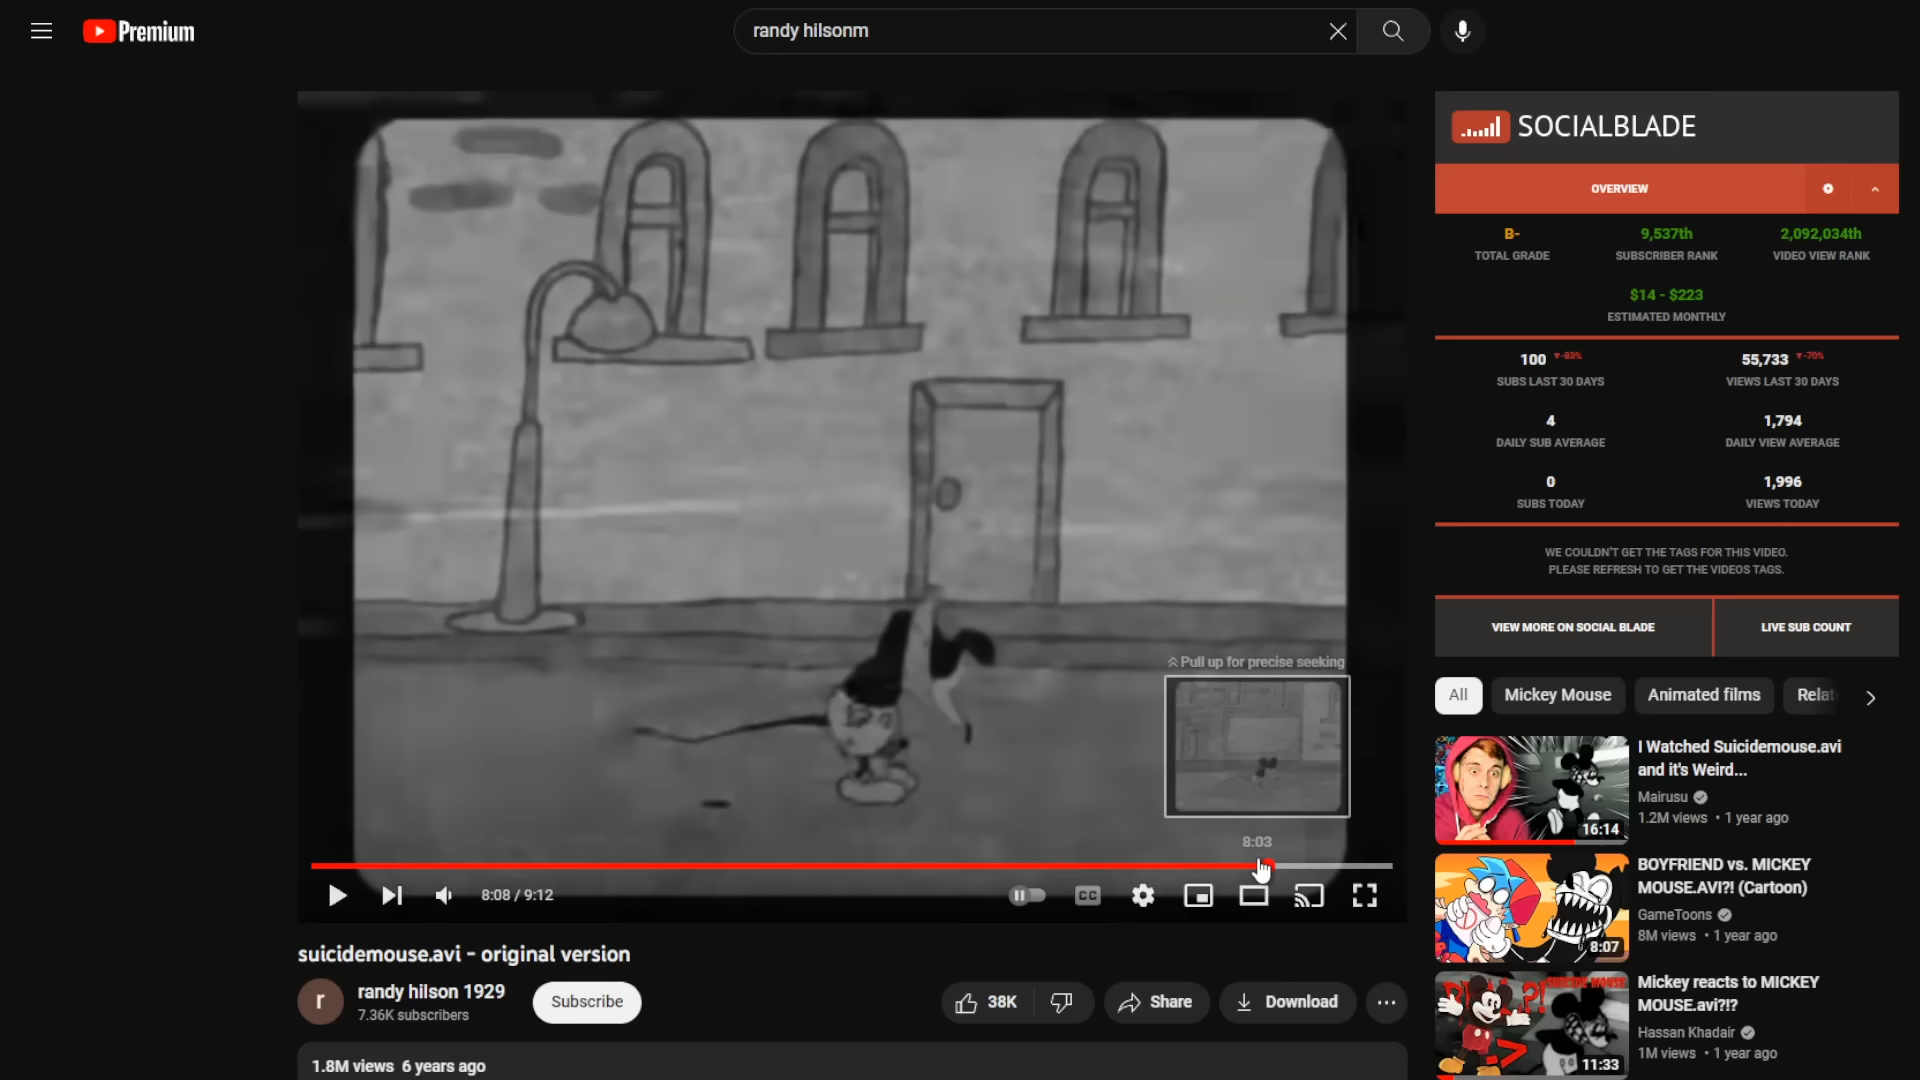 Premium
randy hilsonm
SOCIALBLADE
OVERVIEW
B-
TOTAL GRADE
9,537th
SUBSCRIBER RANK
2,092,034th
VIDEO VIEW RANK
$14 - $223
ESTIMATED MONTHLY
100 ▼-83%
SUBS LAST 30 DAYS
55,733 ▼-70%
VIEWS LAST 30 DAYS
4
DAILY SUB AVERAGE
1,794
DAILY VIEW AVERAGE
0
SUBS TODAY
1,996
VIEWS TODAY
WE COULDN'T GET THE TAGS FOR THIS VIDEO.
PLEASE REFRESH TO GET THE VIDEOS TAGS.
VIEW MORE ON SOCIAL BLADE
LIVE SUB COUNT
Pull up for precise seeking
8:03
8:08 / 9:12
CC
suicidemouse.avi - original version
r
randy hilson 1929
7.36K subscribers
Subscribe
38K
Share
Download
1.8M views 6 years ago
All
Mickey Mouse
Animated films
Relat
16:14
I Watched Suicidemouse.avi
and it's Weird...
Mairusu
1.2M views • 1 year ago
8:07
BOYFRIEND vs. MICKEY
MOUSE.AVI?! (Cartoon)
GameToons
8M views • 1 year ago
11:33
Mickey reacts to MICKEY
MOUSE.avi?!?
Hassan Khadair
1M views • 1 year ago